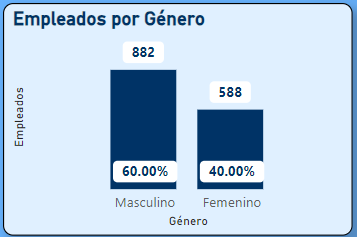 Empleados por Género
882
588
Empleados
60.00%
40.00%
Masculino
Femenino
Género